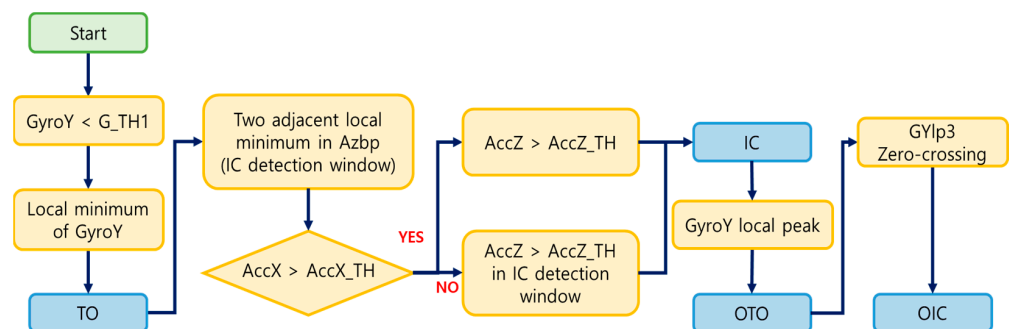 Start
GyroY < G_TH1
Local minimum
of GyroY
TO
Two adjacent local
minimum in Azbp
(IC detection window)
AccX > AccX_TH
YES
NO
AccZ > AccZ_TH
AccZ > AccZ_TH
in IC detection
window
IC
GyroY local peak
OTO
GYlp3
Zero-crossing
OIC